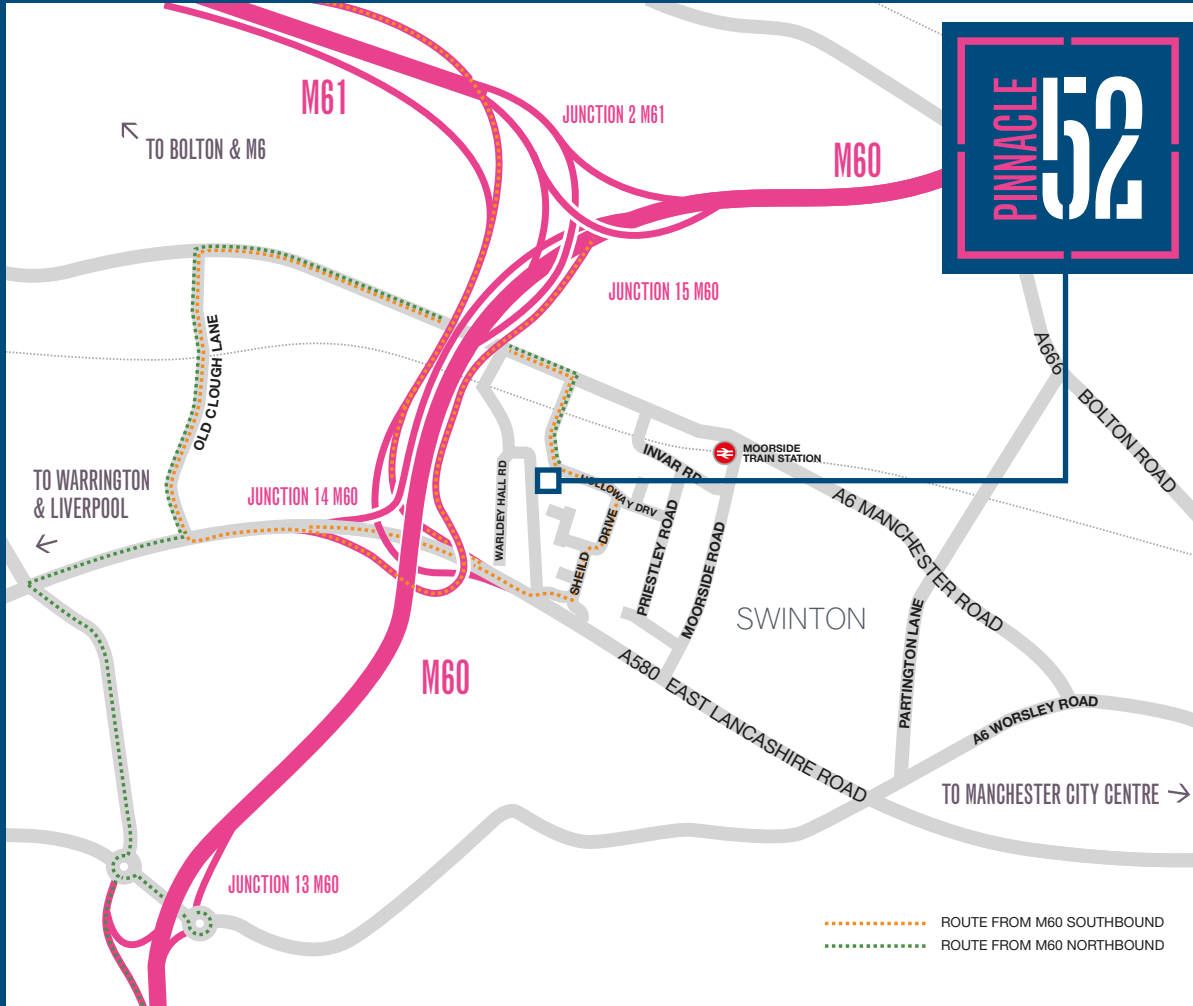 M61
JUNCTION 2 M61
TO BOLTON & M6
M60
PINNACLE
52
JUNCTION 15 M60
OLD CLOUGH LANE
A666
BOLTON ROAD
MOORSIDE
TRAIN STATION
INVAR RD
TO WARRINGTON
& LIVERPOOL
JUNCTION 14 M60
WARLDEY HALL RD
HOLLOWAY DRV
SHEILD DRIVE
PRIESTLEY ROAD
MOORSIDE ROAD
A6 MANCHESTER ROAD
SWINTON
PARTINGTON LANE
M60
A580 EAST LANCASHIRE ROAD
A6 WORSLEY ROAD
TO MANCHESTER CITY CENTRE
JUNCTION 13 M60
ROUTE FROM M60 SOUTHBOUND
ROUTE FROM M60 NORTHBOUND